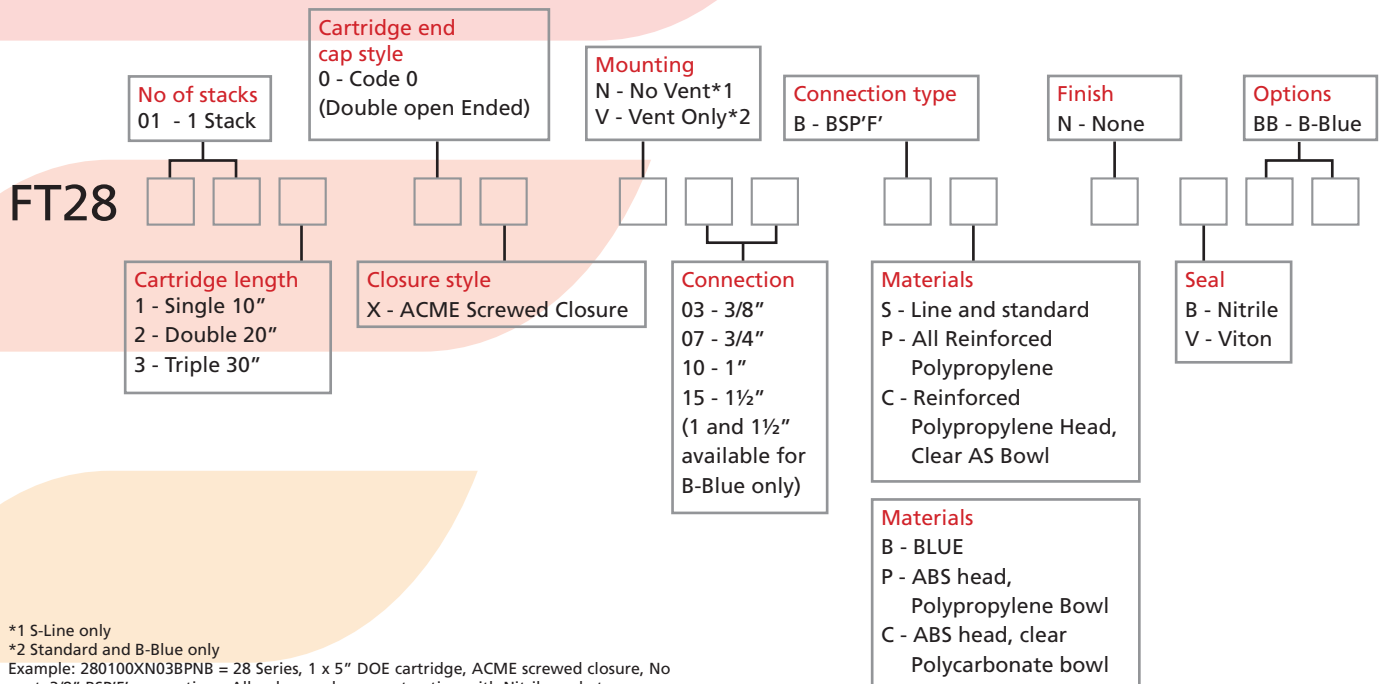 Cartridge end
cap style
0 - Code 0
(Double open Ended)
No of stacks
01 - 1 Stack
Mounting
N - No Vent*1
V - Vent Only*2
Connection type
B - BSP'F'
Finish
N - None
Options
BB - B-Blue
FT28
Cartridge length
1 - Single 10"
2 - Double 20"
3 - Triple 30"
Closure style
X - ACME Screwed Closure
Connection
03 - 3/8"
07 - 3/4"
10 - 1"
15 - 1½"
(1 and 1½"
available for
B-Blue only)
Materials
S - Line and standard
P - All Reinforced
Polypropylene
C - Reinforced
Polypropylene Head,
Clear AS Bowl
Seal
B - Nitrile
V - Viton
Materials
B - BLUE
P - ABS head,
Polypropylene Bowl
C - ABS head, clear
Polycarbonate bowl
*1 S-Line only
*2 Standard and B-Blue only
Example: 280100XN03BPNB = 28 Series, 1 x 5" DOE cartridge, ACME screwed closure, No